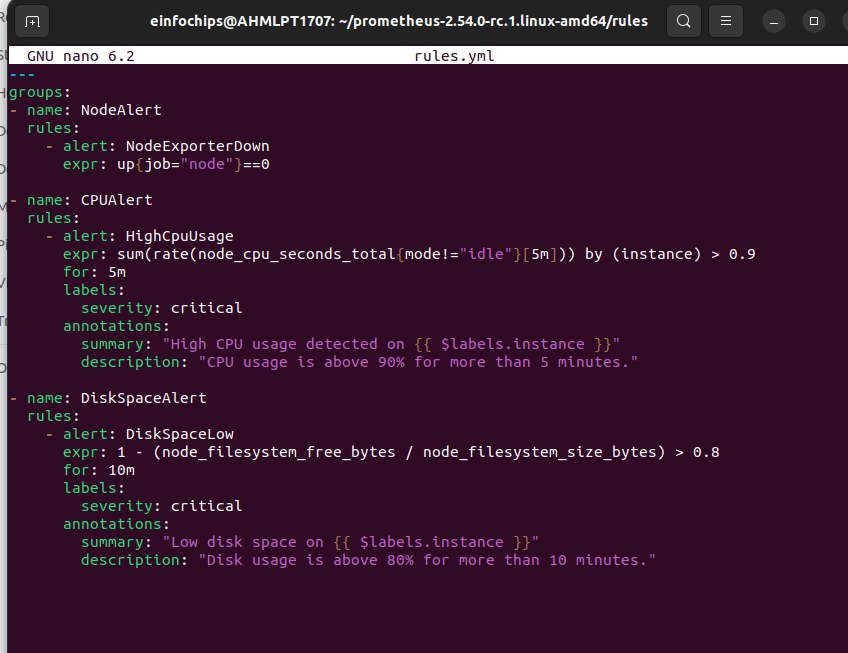 einfochips@AHMLPT1707: ~/prometheus-2.54.0-rc.1.linux-amd64/rules
GNU nano 6.2 rules.yml
---
groups:
- name: NodeAlert
  rules:
    - alert: NodeExporterDown
      expr: up{job="node"}==0

- name: CPUAlert
  rules:
    - alert: HighCpuUsage
      expr: sum(rate(node_cpu_seconds_total{mode!="idle"}[5m])) by (instance) > 0.9
      for: 5m
      labels:
        severity: critical
      annotations:
        summary: "High CPU usage detected on {{ $labels.instance }}"
        description: "CPU usage is above 90% for more than 5 minutes."

- name: DiskSpaceAlert
  rules:
    - alert: DiskSpaceLow
      expr: 1 - (node_filesystem_free_bytes / node_filesystem_size_bytes) > 0.8
      for: 10m
      labels:
        severity: critical
      annotations:
        summary: "Low disk space on {{ $labels.instance }}"
        description: "Disk usage is above 80% for more than 10 minutes."